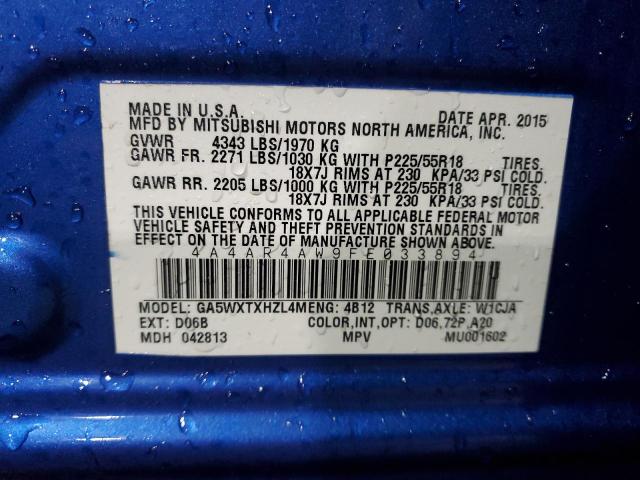 MADE IN U.S.A. DATE APR. 2015
MFD BY MITSUBISHI MOTORS NORTH AMERICA, INC.
GVWR 4343 LBS/1970 KG
GAWR FR. 2271 LBS/1030 KG WITH P225/55R18 TIRES.
18X7J RIMS AT 230 KPA/33 PSI COLD.
GAWR RR. 2205 LBS/1000 KG WITH P225/55R18 TIRES.
18X7J RIMS AT 230 KPA/33 PSI COLD.
THIS VEHICLE CONFORMS TO ALL APPLICABLE FEDERAL MOTOR
VEHICLE SAFETY AND THEFT PREVENTION STANDARDS IN
EFFECT ON THE DATE OF MANUFACTURE SHOWN ABOVE.
4A4AR4AW9FE033894
MODEL: GA5WXTXHZL4M ENG: 4B12 TRANS,AXLE: W1CJA
EXT: D06B COLOR,INT,OPT: D06,72P,A20
MDH 042813 MPV MU001602